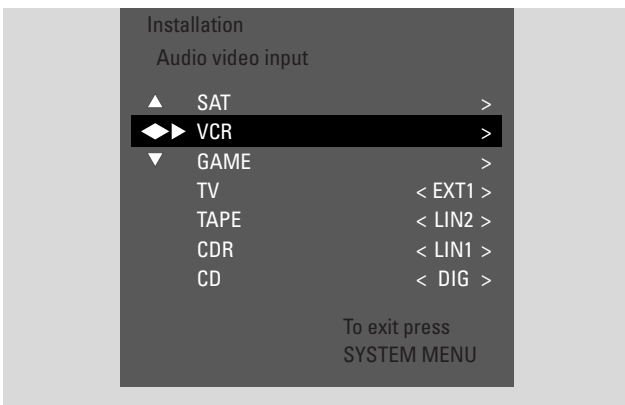 Installation
Audio video input
▲ SAT >
◆▶ VCR >
▼ GAME >
TV < EXT1 >
TAPE < LIN2 >
CDR < LIN1 >
CD < DIG >
To exit press
SYSTEM MENU